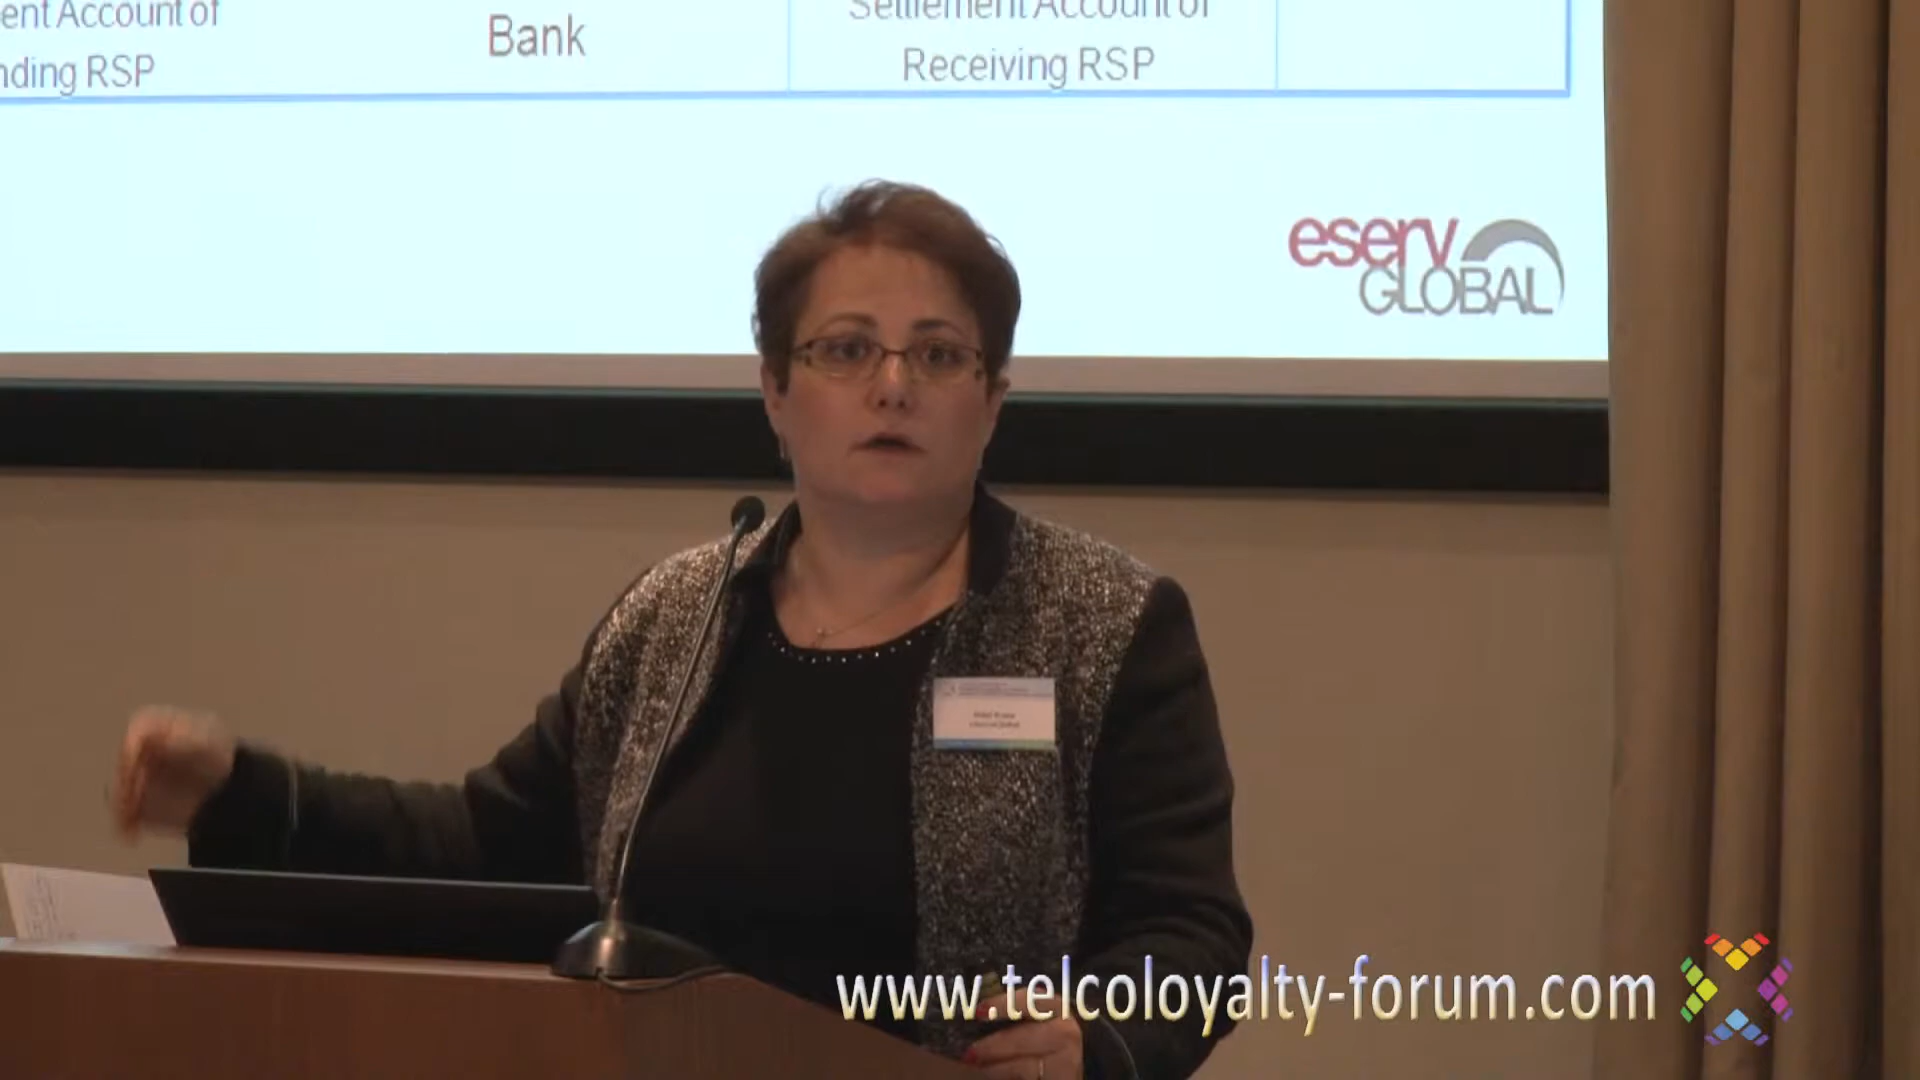 ent Account of
nding RSP
Bank
Settlement Account of
Receiving RSP
eserv
GLOBAL
www.telcoloyalty-forum.com